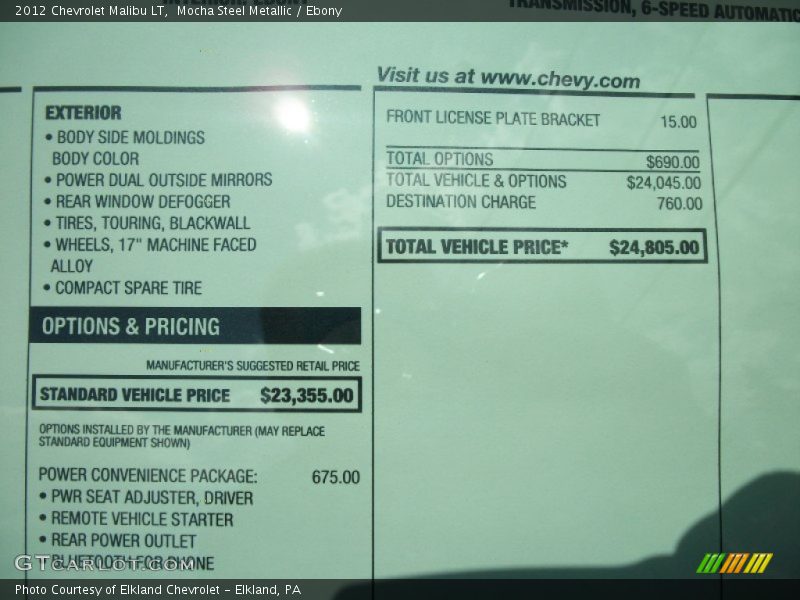 2012 Chevrolet Malibu LT, Mocha Steel Metallic / Ebony
TRANSMISSION, 6-SPEED AUTOMATIC
Visit us at www.chevy.com
EXTERIOR
• BODY SIDE MOLDINGS
BODY COLOR
• POWER DUAL OUTSIDE MIRRORS
• REAR WINDOW DEFOGGER
• TIRES, TOURING, BLACKWALL
• WHEELS, 17" MACHINE FACED
ALLOY
• COMPACT SPARE TIRE
OPTIONS & PRICING
MANUFACTURER'S SUGGESTED RETAIL PRICE
STANDARD VEHICLE PRICE $23,355.00
OPTIONS INSTALLED BY THE MANUFACTURER (MAY REPLACE
STANDARD EQUIPMENT SHOWN)
POWER CONVENIENCE PACKAGE: 675.00
• PWR SEAT ADJUSTER, DRIVER
• REMOTE VEHICLE STARTER
• REAR POWER OUTLET
• BLUETOOTH FOR PHONE
FRONT LICENSE PLATE BRACKET 15.00
TOTAL OPTIONS $690.00
TOTAL VEHICLE & OPTIONS $24,045.00
DESTINATION CHARGE 760.00
TOTAL VEHICLE PRICE* $24,805.00
GTCARLOT.COM
Photo Courtesy of Elkland Chevrolet - Elkland, PA